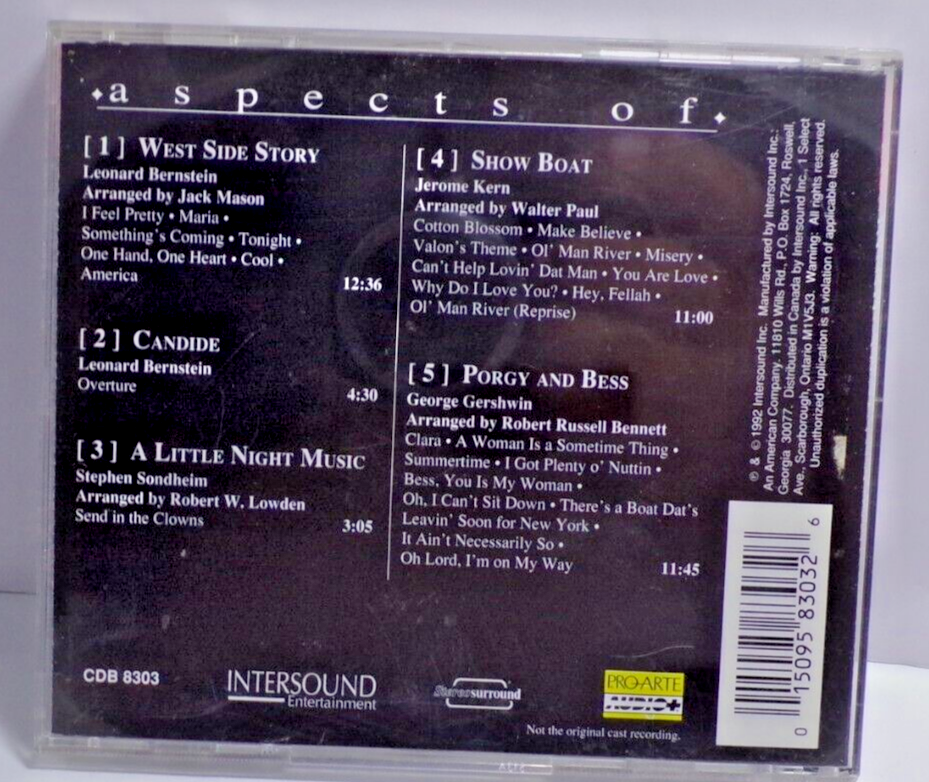 aspects of
[1] WEST SIDE STORY
Leonard Bernstein
Arranged by Jack Mason
I Feel Pretty • Maria •
Something's Coming • Tonight •
One Hand, One Heart • Cool •
America 12:36
[2] CANDIDE
Leonard Bernstein
Overture 4:30
[3] A LITTLE NIGHT MUSIC
Stephen Sondheim
Arranged by Robert W. Lowden
Send in the Clowns 3:05
[4] SHOW BOAT
Jerome Kern
Arranged by Walter Paul
Cotton Blossom • Make Believe •
Valon's Theme • Ol' Man River • Misery •
Can't Help Lovin' Dat Man • You Are Love •
Why Do I Love You? • Hey, Fellah •
Ol' Man River (Reprise) 11:00
[5] PORGY AND BESS
George Gershwin
Arranged by Robert Russell Bennett
Clara • A Woman Is a Sometime Thing •
Summertime • I Got Plenty o' Nuttin •
Bess, You Is My Woman •
Oh, I Can't Sit Down • There's a Boat Dat's
Leavin' Soon for New York •
It Ain't Necessarily So •
Oh Lord, I'm on My Way 11:45
℗ & © 1992 Intersound Inc. Manufactured by Intersound Inc.:
An American Company. 11810 Wills Rd., P.O. Box 1724, Roswell,
Georgia 30077. Distributed in Canada by Intersound Inc., 1 Select
Ave., Scarborough, Ontario M1V5J3. Warning: All rights reserved.
Unauthorized duplication is a violation of applicable laws.
0 15095 83032 6
CDB 8303
INTERSOUND
Entertainment
Stereosurround
PRO-ARTE
AUDIO+
Not the original cast recording.